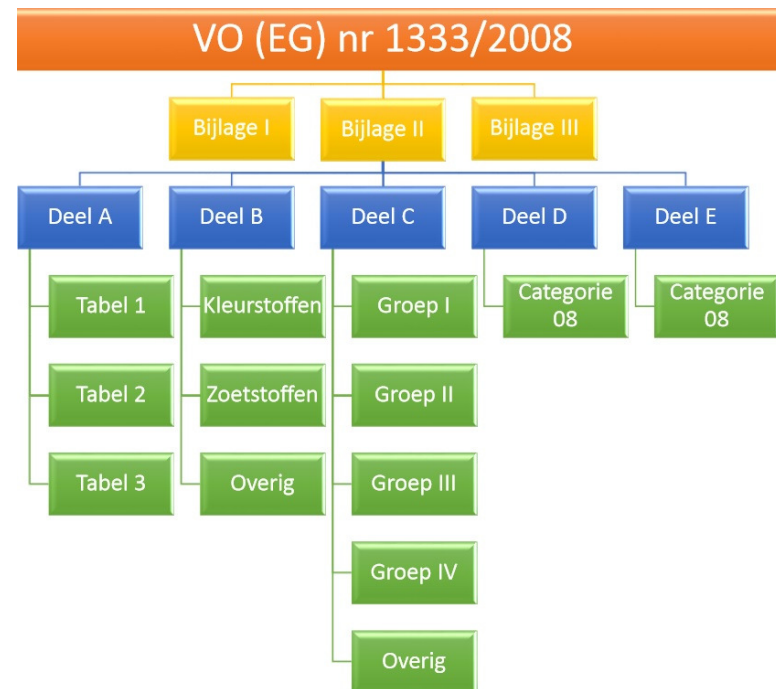 VO (EG) nr 1333/2008
Bijlage I
Bijlage II
Bijlage III
Deel A
Deel B
Deel C
Deel D
Deel E
Tabel 1
Kleurstoffen
Groep I
Categorie
08
Categorie
08
Tabel 2
Zoetstoffen
Groep II
Tabel 3
Overig
Groep III
Groep IV
Overig